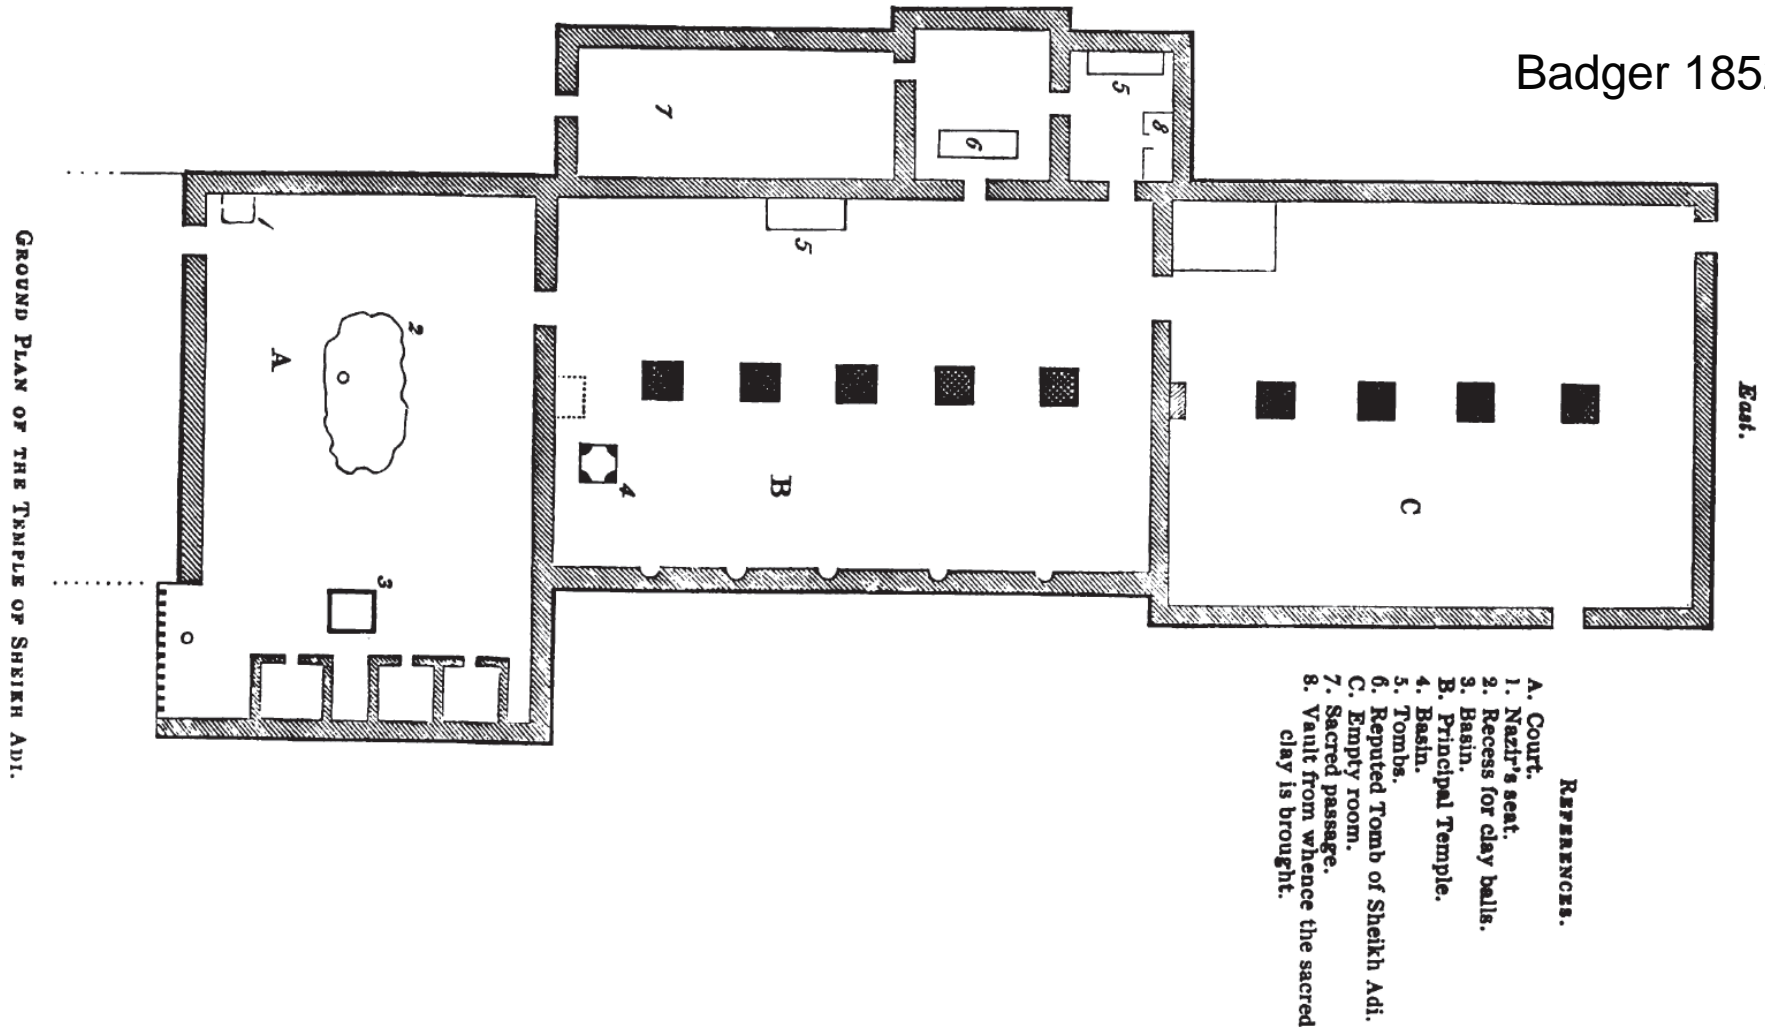 Badger 185
GROUND PLAN OF THE TEMPLE OF SHEIKH ADI.
East.
7
6
5
8
1
5
2
A
4
B
3
C
REFERENCES.
A. Court.
1. Nazir's seat.
2. Recess for clay balls.
3. Basin.
B. Principal Temple.
4. Basin.
5. Tombs.
6. Reputed Tomb of Sheikh Adi.
C. Empty room.
7. Sacred passage.
8. Vault from whence the sacred
clay is brought.